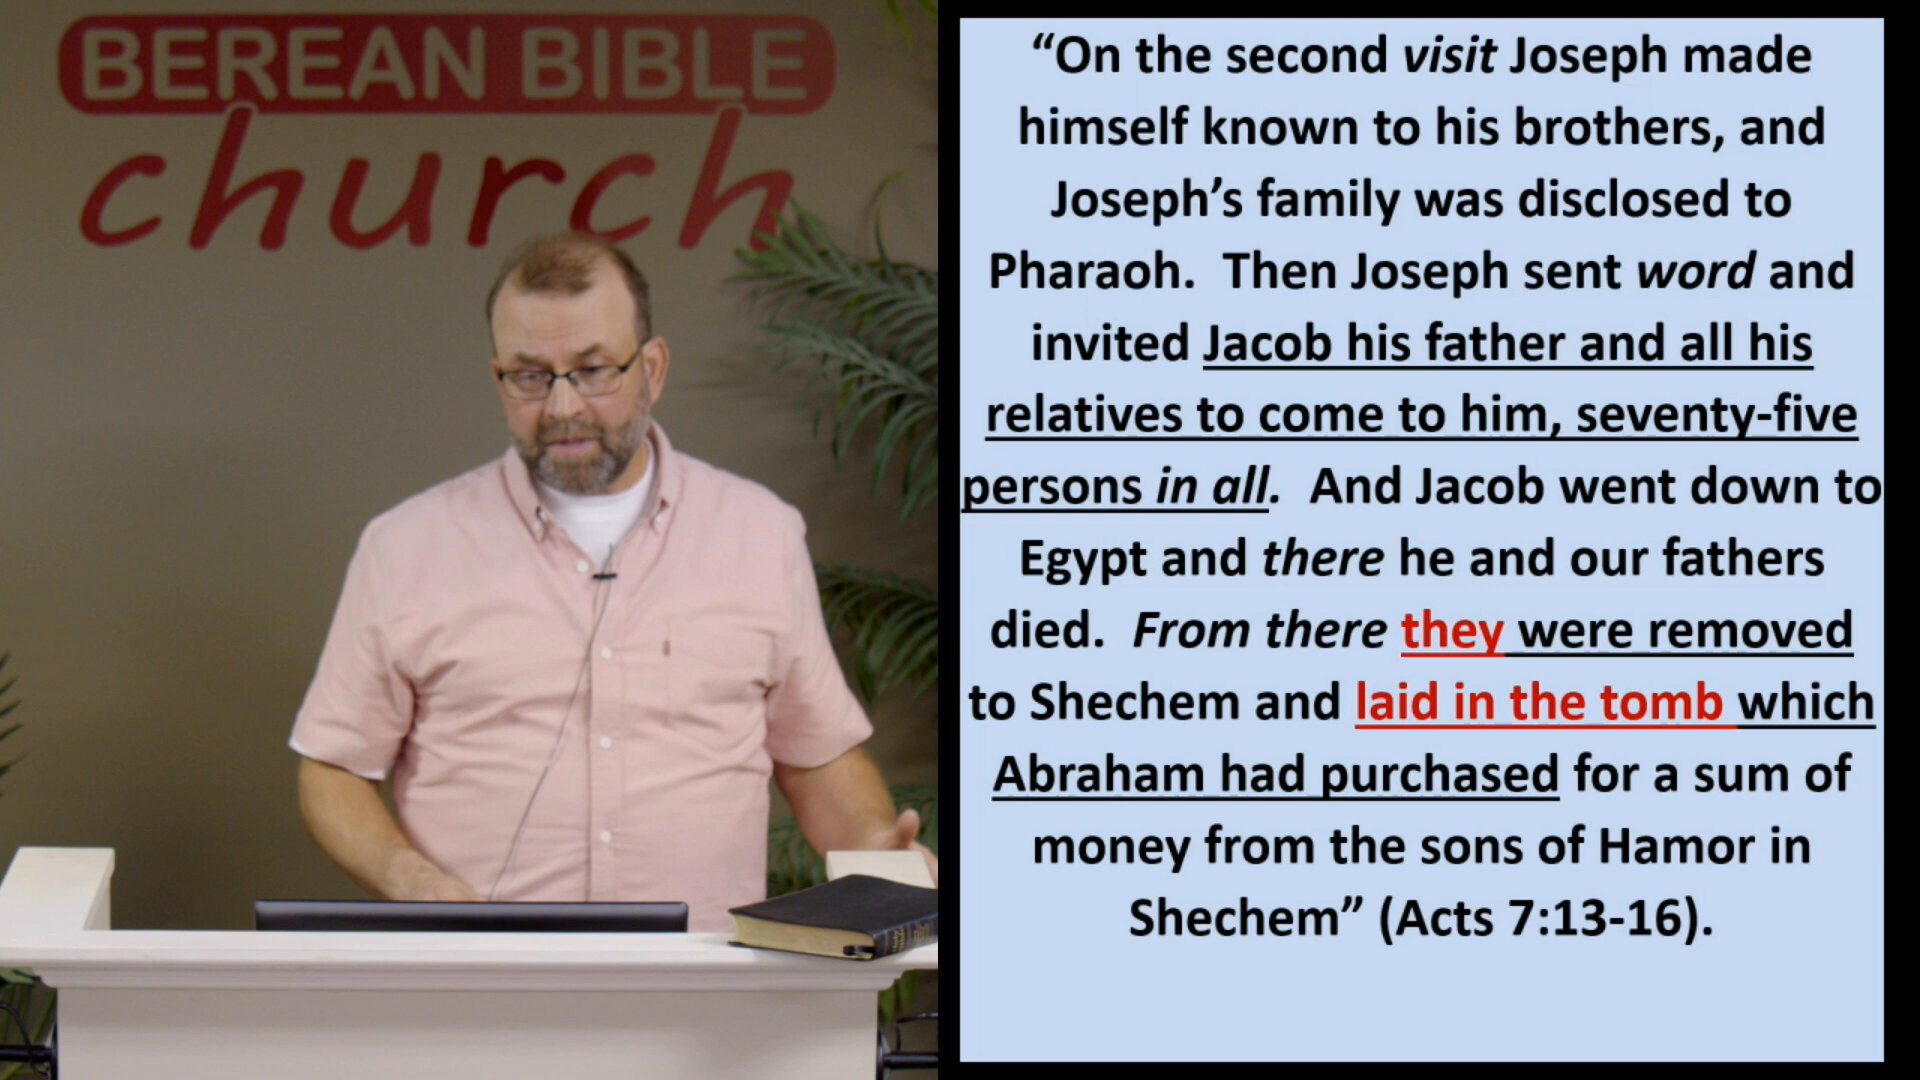 BEREAN BIBLE
church
“On the second visit Joseph made
himself known to his brothers, and
Joseph’s family was disclosed to
Pharaoh.  Then Joseph sent word and
invited Jacob his father and all his
relatives to come to him, seventy-five
persons in all.  And Jacob went down to
Egypt and there he and our fathers
died.  From there they were removed
to Shechem and laid in the tomb which
Abraham had purchased for a sum of
money from the sons of Hamor in
Shechem” (Acts 7:13-16).